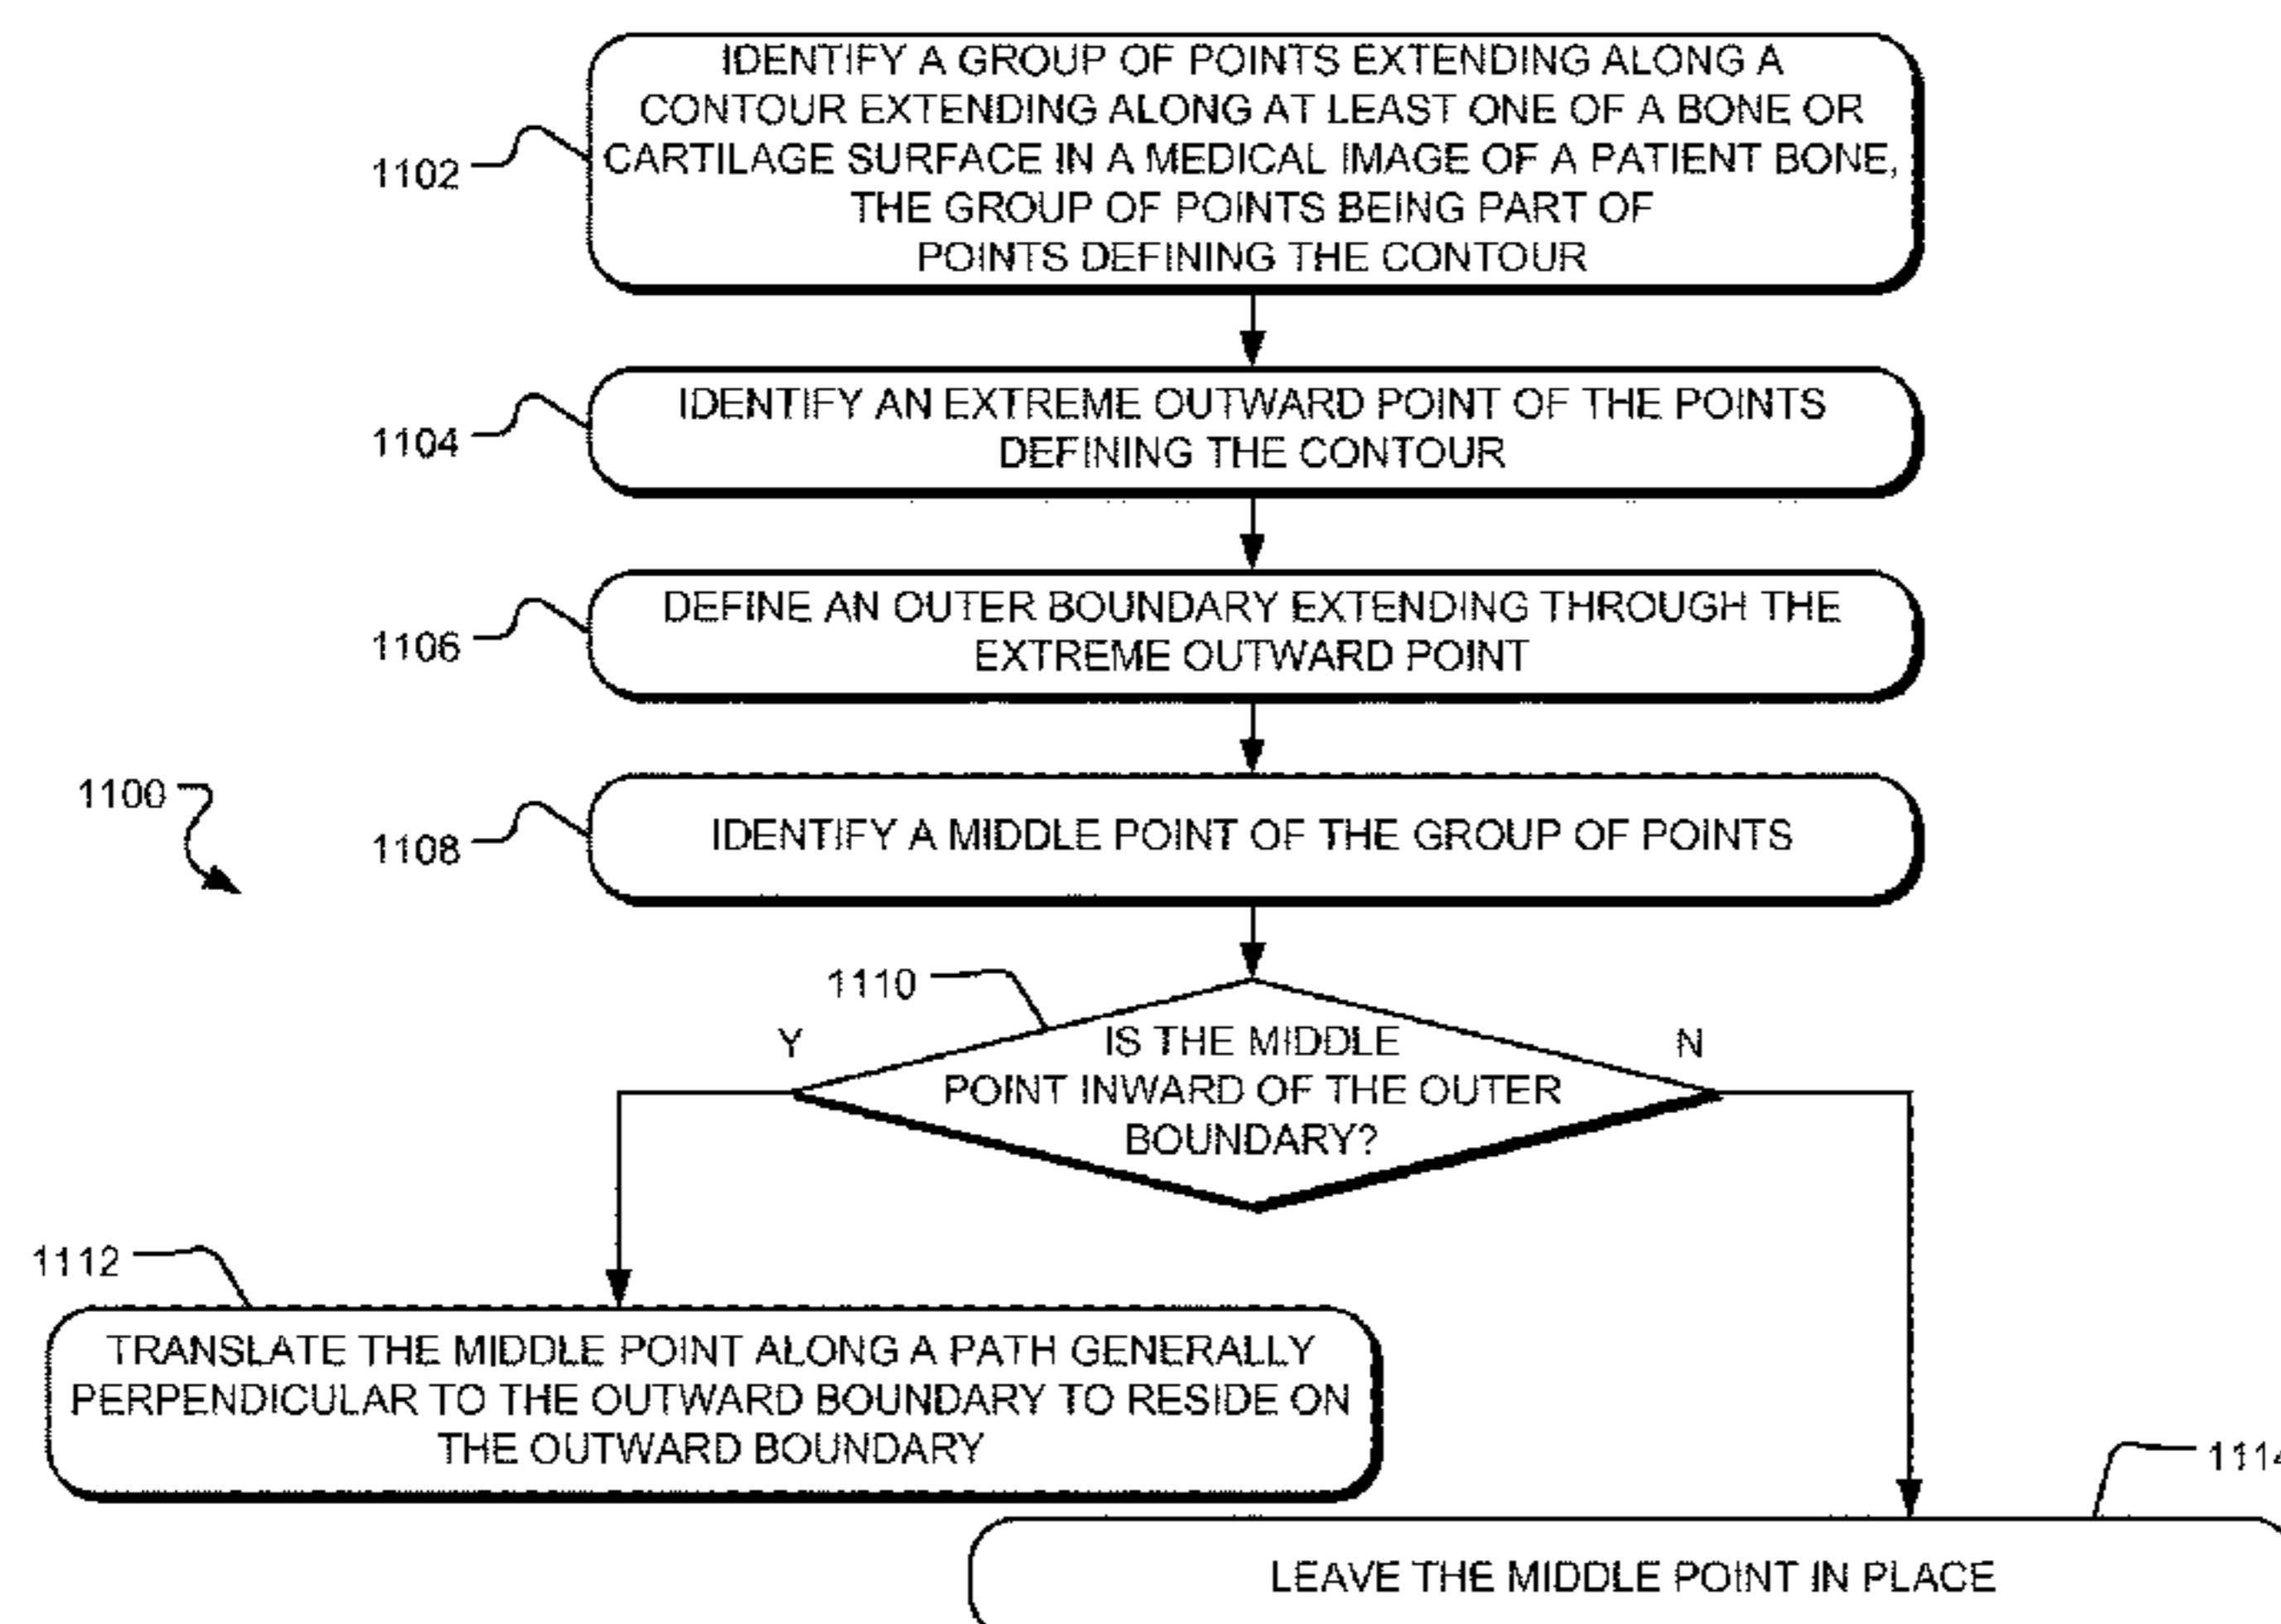 IDENTIFY A GROUP OF POINTS EXTENDING ALONG A
CONTOUR EXTENDING ALONG AT LEAST ONE OF A BONE OR
1102
CARTILAGE SURFACE IN A MEDICAL IMAGE OF A PATIENT BONE,
THE GROUP OF POINTS BEING PART OF
POINTS DEFINING THE CONTOUR
IDENTIFY AN EXTREME OUTWARD POINT OF THE POINTS
1104
DEFINING THE CONTOUR
DEFINE AN OUTER BOUNDARY EXTENDING THROUGH THE
1106
EXTREME OUTWARD POINT
1100
1108
IDENTIFY A MIDDLE POINT OF THE GROUP OF POINTS
1110
Y
IS THE MIDDLE
POINT INWARD OF THE OUTER
BOUNDARY?
N
1112
TRANSLATE THE MIDDLE POINT ALONG A PATH GENERALLY
PERPENDICULAR TO THE OUTWARD BOUNDARY TO RESIDE ON
THE OUTWARD BOUNDARY
1114
LEAVE THE MIDDLE POINT IN PLACE